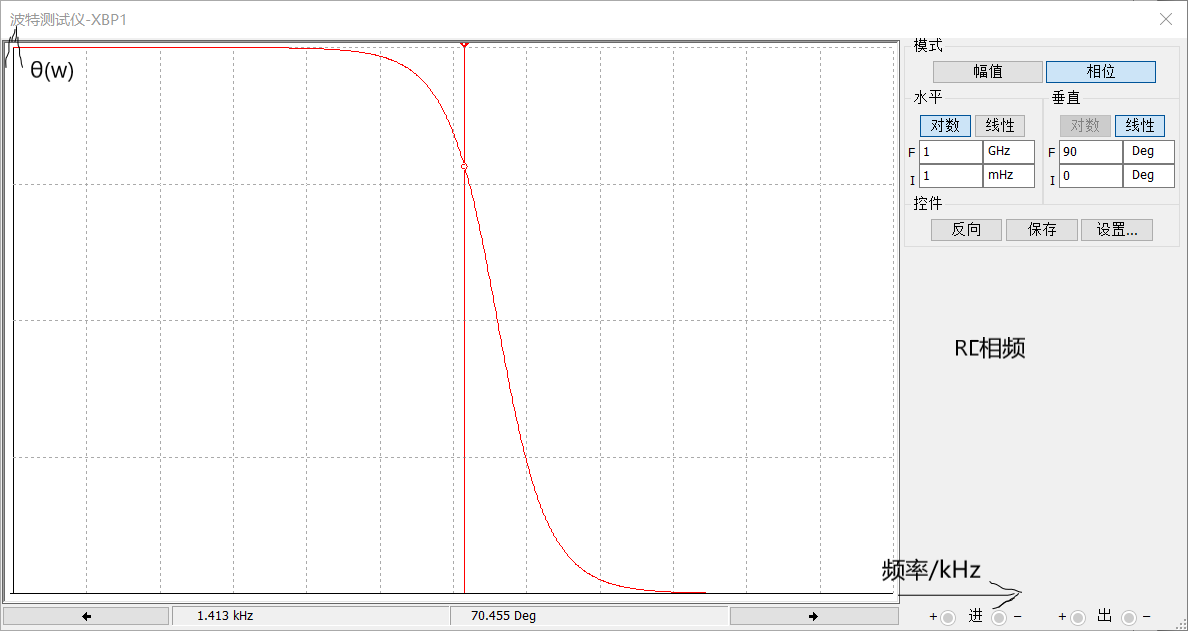 波特测试仪-XBP1
θ(w)
模式
幅值 相位
水平 垂直
对数 线性 对数 线性
F 1 GHz F 90 Deg
I 1 mHz I 0 Deg
控件
反向 保存 设置...
RC相频
频率/kHz
1.413 kHz 70.455 Deg
+ 进 − + 出 −